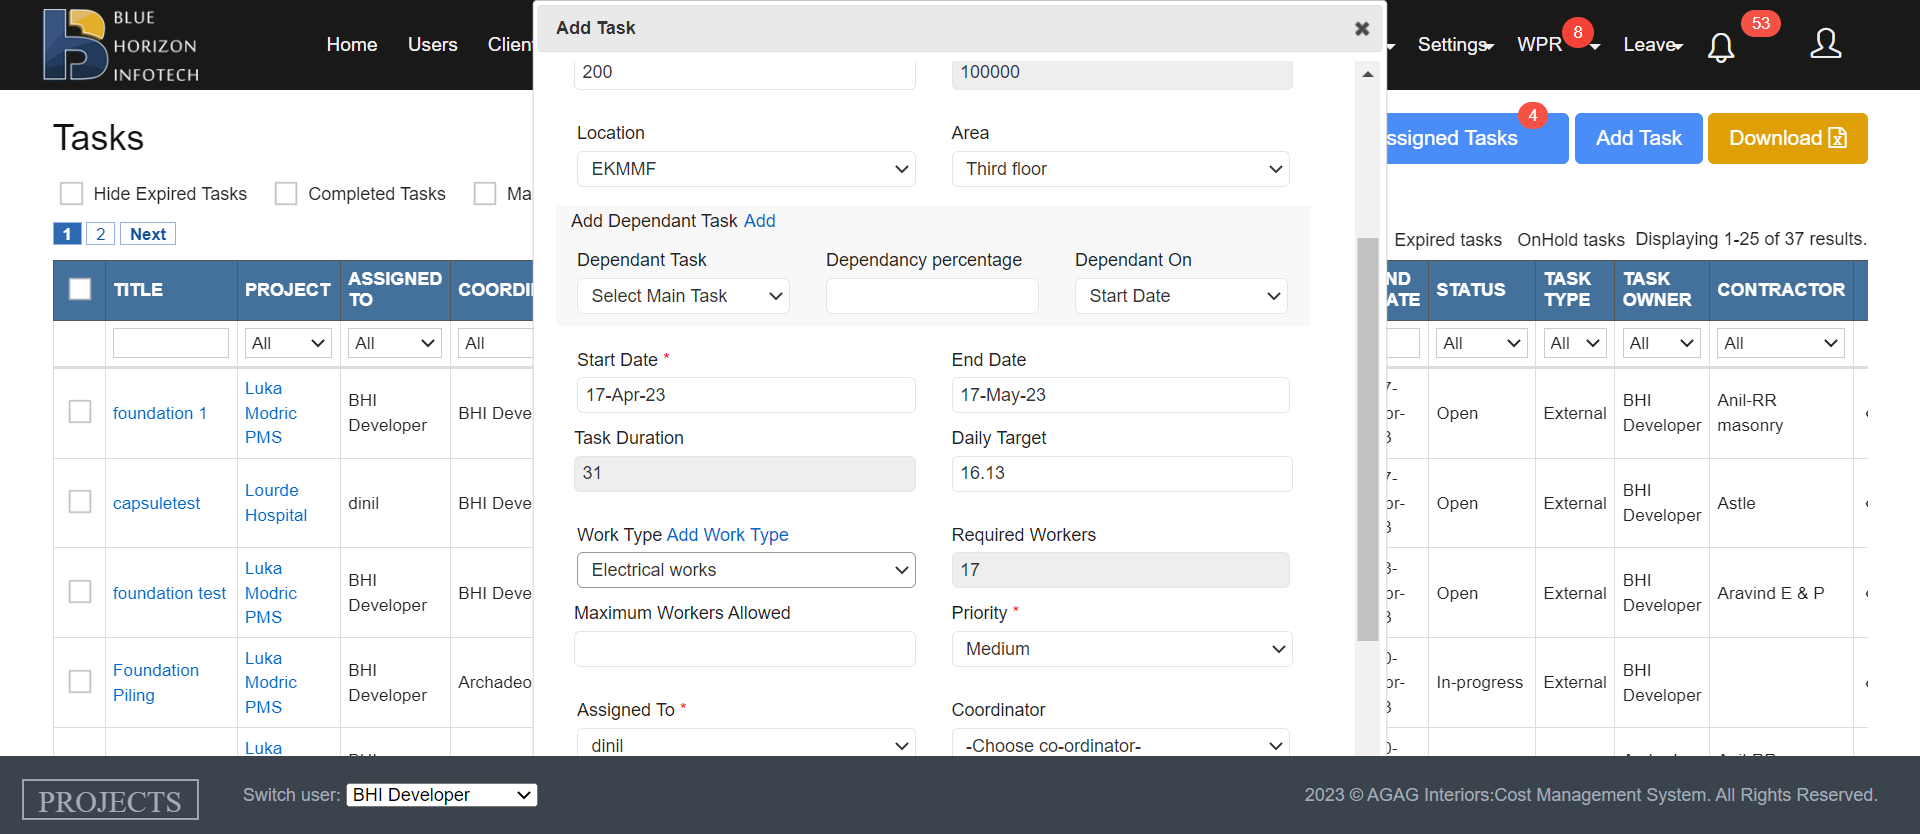 BLUE
HORIZON
INFOTECH
Home Users Clien
Settings WPR 8 Leave 53
Add Task
200 100000
Location Area
EKMMF Third floor
Add Dependant Task Add
Dependant Task Dependancy percentage Dependant On
Select Main Task Start Date
Start Date * End Date
17-Apr-23 17-May-23
Task Duration Daily Target
31 16.13
Work Type Add Work Type Required Workers
Electrical works 17
Maximum Workers Allowed Priority *
Medium
Assigned To * Coordinator
dinil -Choose co-ordinator-
Tasks
ssigned Tasks 4 Add Task Download
Hide Expired Tasks Completed Tasks Ma
1 2 Next
Expired tasks OnHold tasks Displaying 1-25 of 37 results.
TITLE PROJECT ASSIGNED TO COORDI ND ATE STATUS TASK TYPE TASK OWNER CONTRACTOR
All All All All All All All
foundation 1 Luka Modric PMS BHI Developer BHI Deve 7- pr- 3 Open External BHI Developer Anil-RR masonry
capsuletest Lourde Hospital dinil BHI Deve 7- pr- 3 Open External BHI Developer Astle
foundation test Luka Modric PMS BHI Developer BHI Deve 3- pr- 3 Open External BHI Developer Aravind E & P
Foundation Piling Luka Modric PMS BHI Developer Archadeo 0- pr- 3 In-progress External BHI Developer
Luka
PROJECTS Switch user: BHI Developer 2023 © AGAG Interiors:Cost Management System. All Rights Reserved.